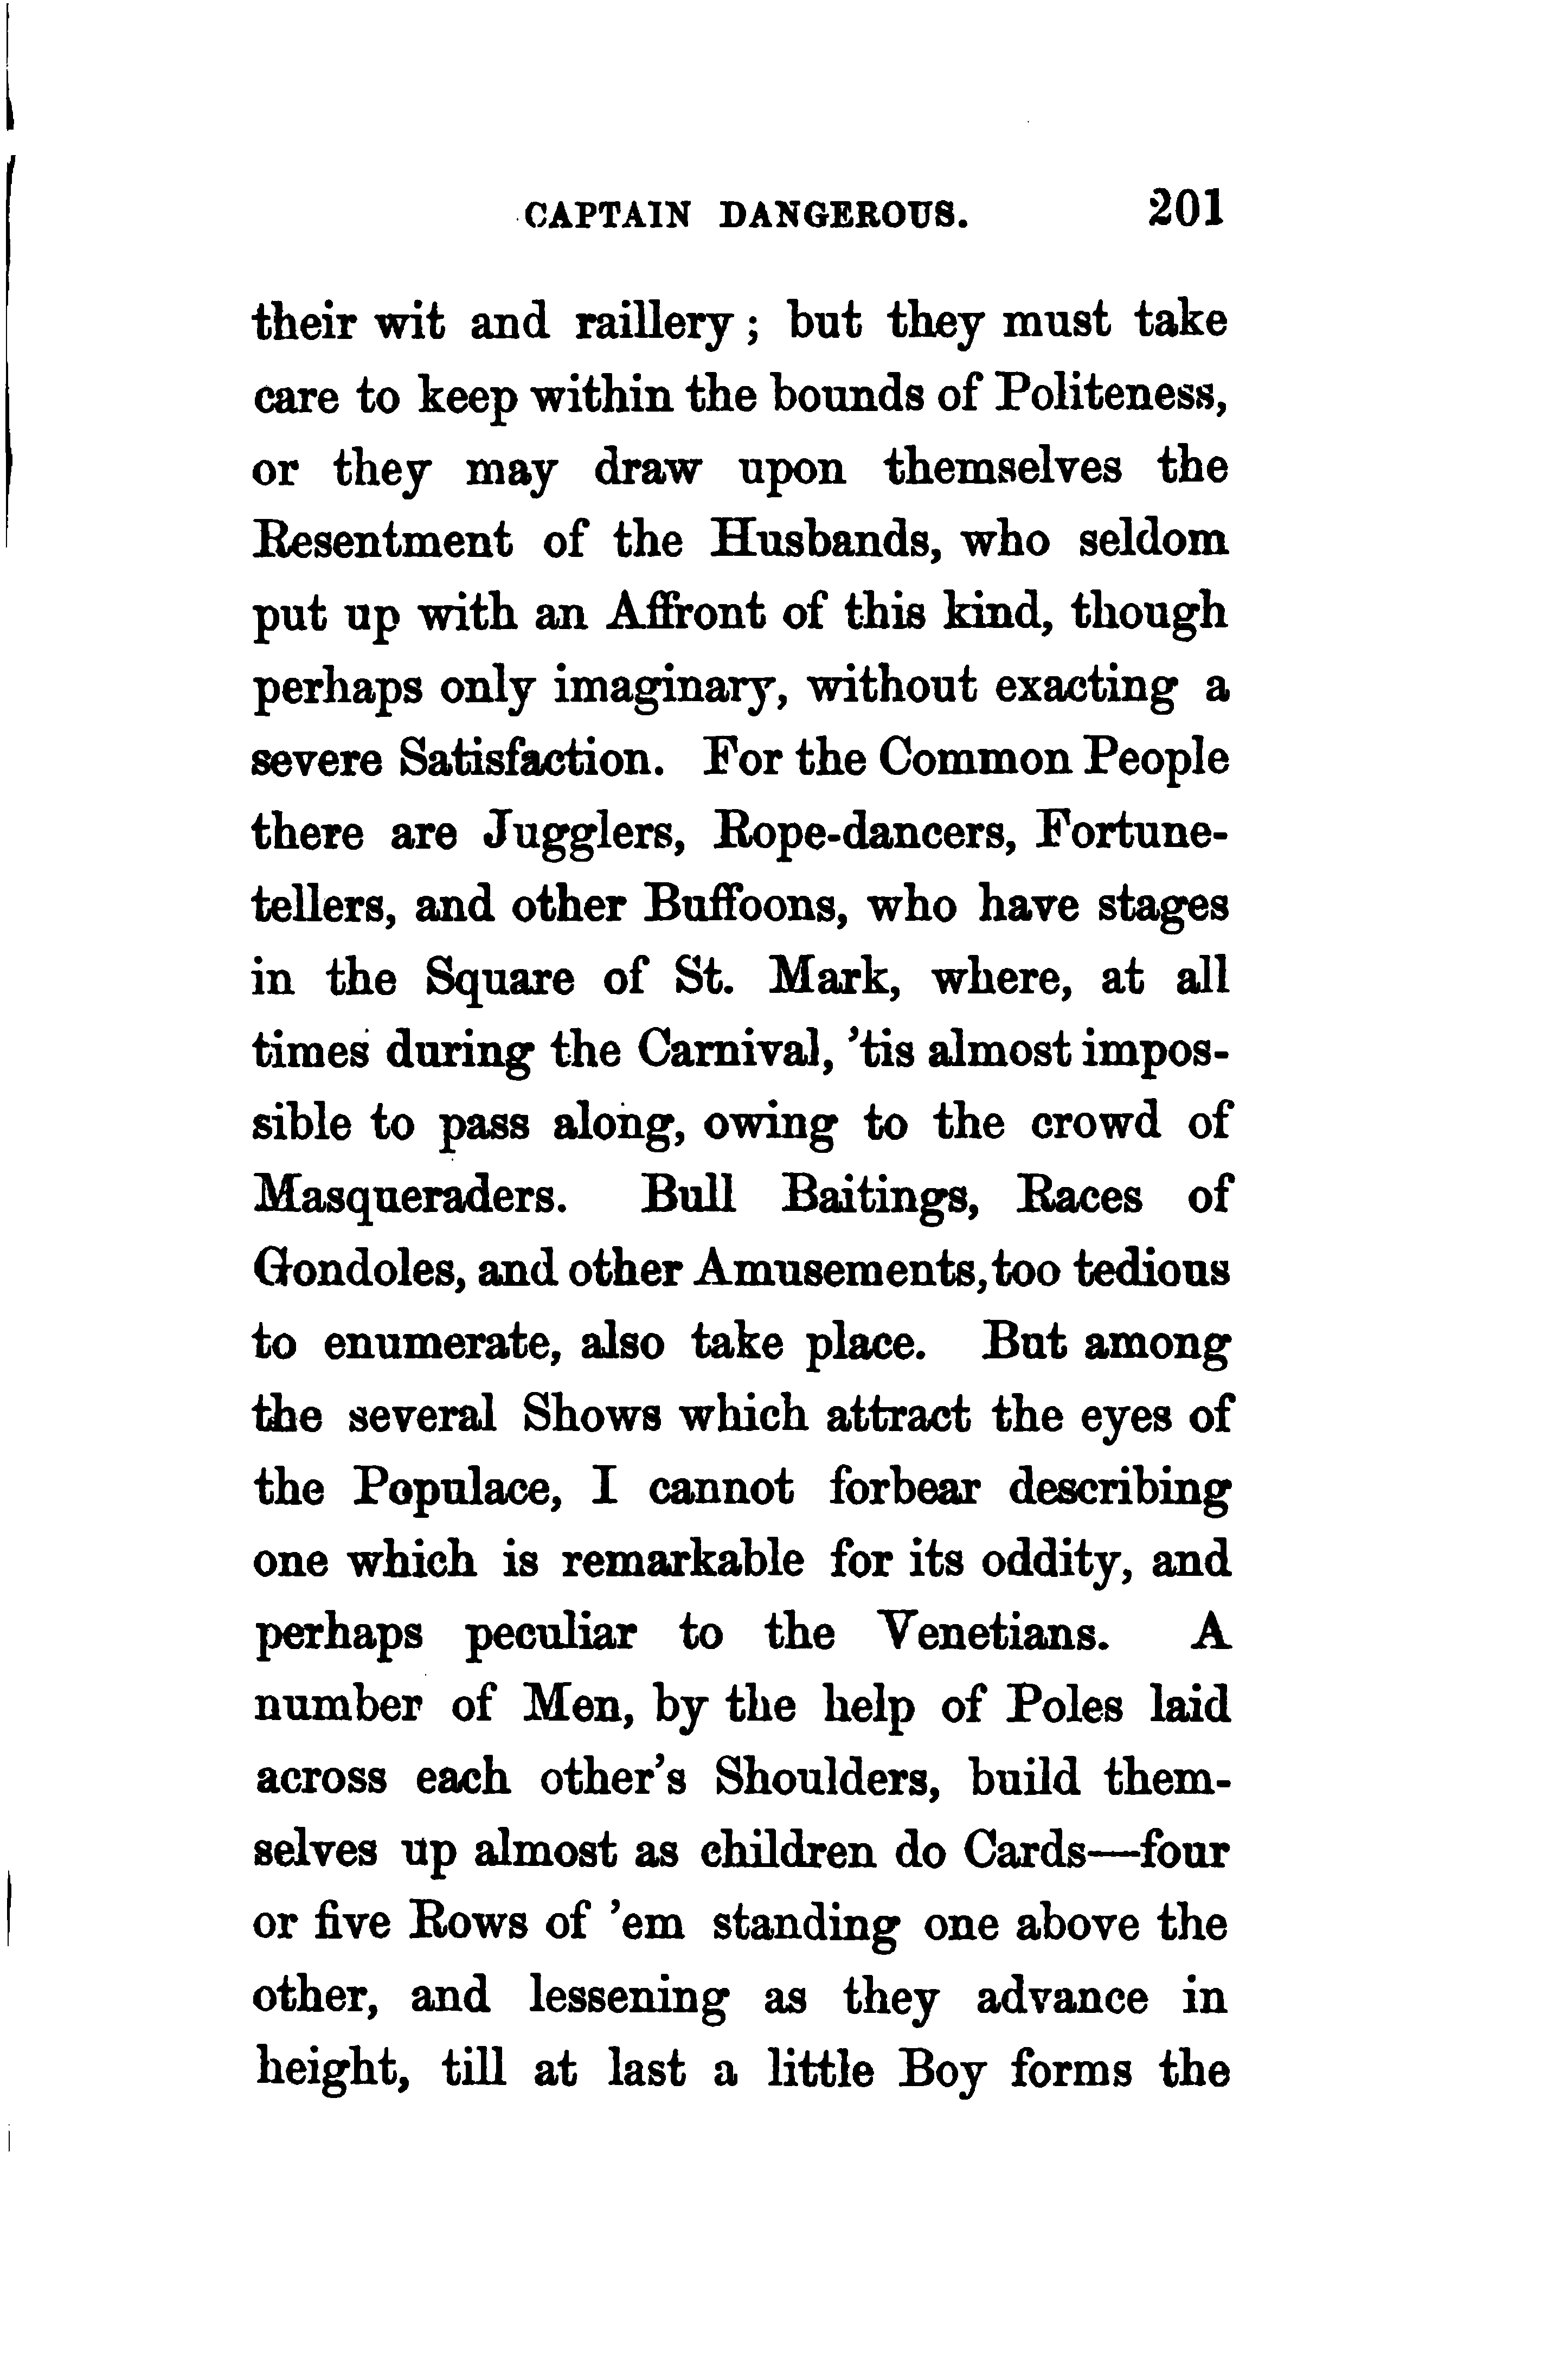 CAPTAIN DANGEROUS. 201
their wit and raillery; but they must take
care to keep within the bounds of Politeness,
or they may draw upon themselves the
Resentment of the Husbands, who seldom
put up with an Affront of this kind, though
perhaps only imaginary, without exacting a
severe Satisfaction. For the Common People
there are Jugglers, Rope-dancers, Fortune-
tellers, and other Buffoons, who have stages
in the Square of St. Mark, where, at all
times during the Carnival, 'tis almost impos-
sible to pass along, owing to the crowd of
Masqueraders. Bull Baitings, Races of
Gondoles, and other Amusements, too tedious
to enumerate, also take place. But among
the several Shows which attract the eyes of
the Populace, I cannot forbear describing
one which is remarkable for its oddity, and
perhaps peculiar to the Venetians. A
number of Men, by the help of Poles laid
across each other's Shoulders, build them-
selves up almost as children do Cards—four
or five Rows of 'em standing one above the
other, and lessening as they advance in
height, till at last a little Boy forms the